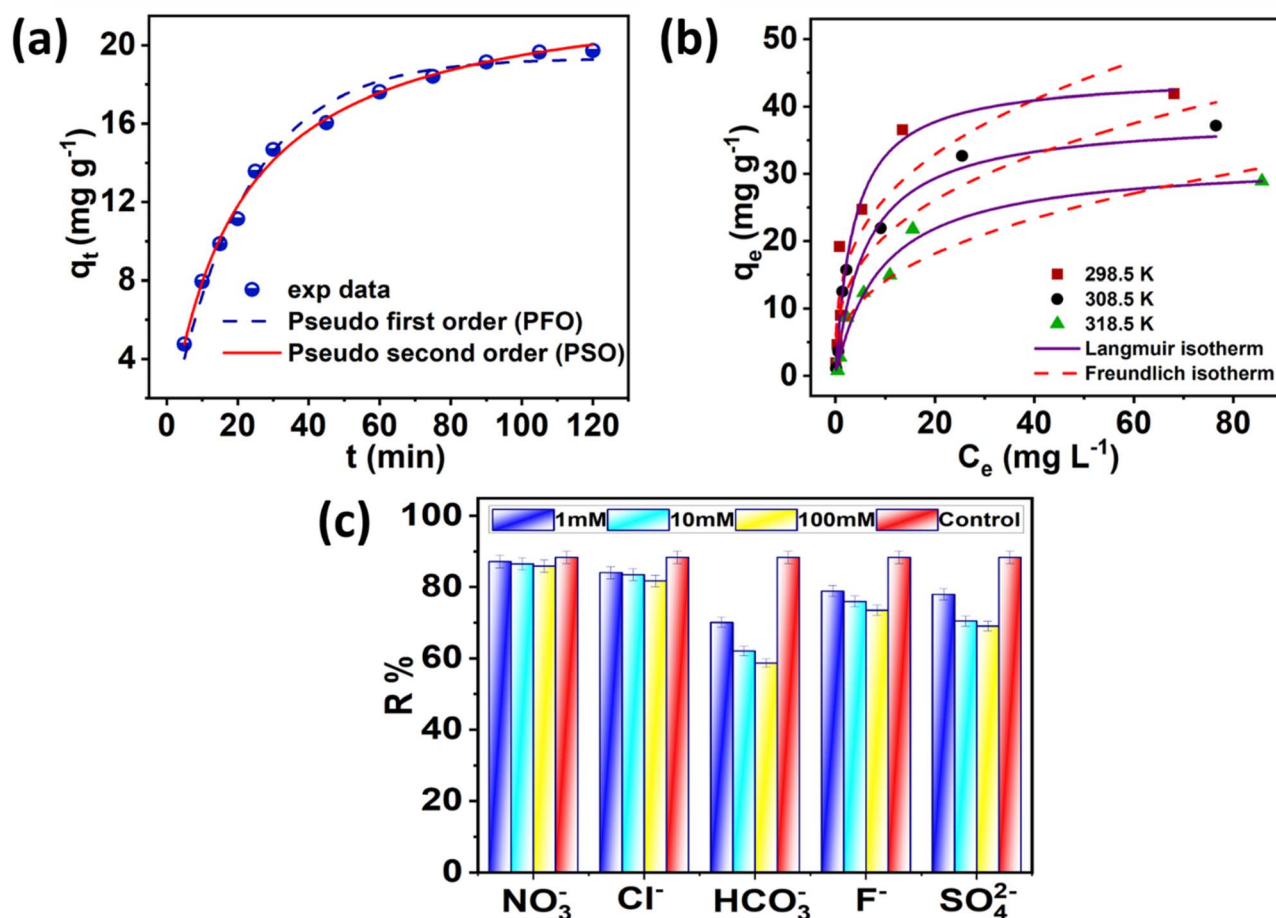 (a)
20
16
12
8
4
q_t (mg g⁻¹)
exp data
Pseudo first order (PFO)
Pseudo second order (PSO)
0 20 40 60 80 100 120
t (min)
(b)
50
40
30
20
10
0
q_e (mg g⁻¹)
298.5 K
308.5 K
318.5 K
Langmuir isotherm
Freundlich isotherm
0 20 40 60 80
C_e (mg L⁻¹)
(c)
1mM 10mM 100mM Control
100
80
60
40
20
0
R %
NO₃⁻ Cl⁻ HCO₃⁻ F⁻ SO₄²⁻